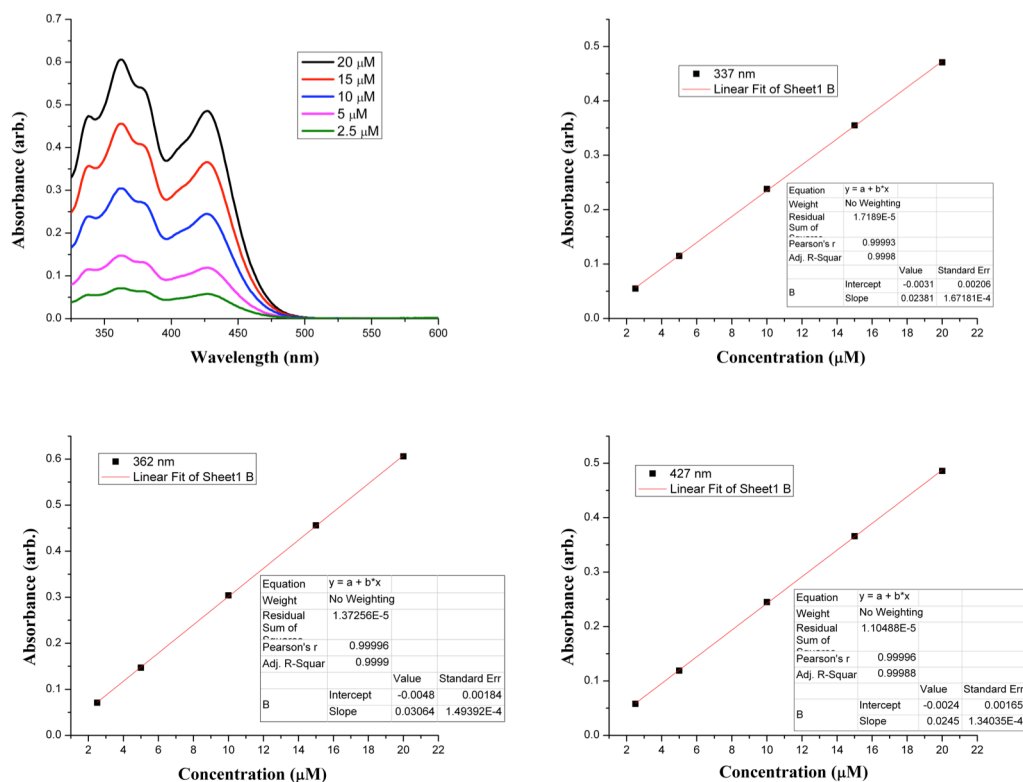 0.7
0.6
0.5
0.4
0.3
0.2
0.1
0.0
Absorbance (arb.)
20 μM
15 μM
10 μM
5 μM
2.5 μM
350 400 450 500 550 600
Wavelength (nm)
0.5
0.4
0.3
0.2
0.1
0.0
Absorbance (arb.)
337 nm
Linear Fit of Sheet1 B
Equation y = a + b*x
Weight No Weighting
Residual 1.7189E-5
Sum of
Pearson's r 0.99993
Adj. R-Squar 0.9998
Value Standard Err
B Intercept -0.0031 0.00206
Slope 0.02381 1.67181E-4
2 4 6 8 10 12 14 16 18 20 22
Concentration (μM)
0.6
0.5
0.4
0.3
0.2
0.1
0.0
Absorbance (arb.)
362 nm
Linear Fit of Sheet1 B
Equation y = a + b*x
Weight No Weighting
Residual 1.37256E-5
Sum of
Pearson's r 0.99996
Adj. R-Squar 0.9999
Value Standard Err
B Intercept -0.0048 0.00184
Slope 0.03064 1.49392E-4
2 4 6 8 10 12 14 16 18 20 22
Concentration (μM)
0.5
0.4
0.3
0.2
0.1
0.0
Absorbance (arb.)
427 nm
Linear Fit of Sheet1 B
Equation y = a + b*x
Weight No Weighting
Residual 1.10488E-5
Sum of
Pearson's r 0.99996
Adj. R-Squar 0.99988
Value Standard Err
B Intercept -0.0024 0.00165
Slope 0.0245 1.34035E-4
2 4 6 8 10 12 14 16 18 20 22
Concentration (μM)